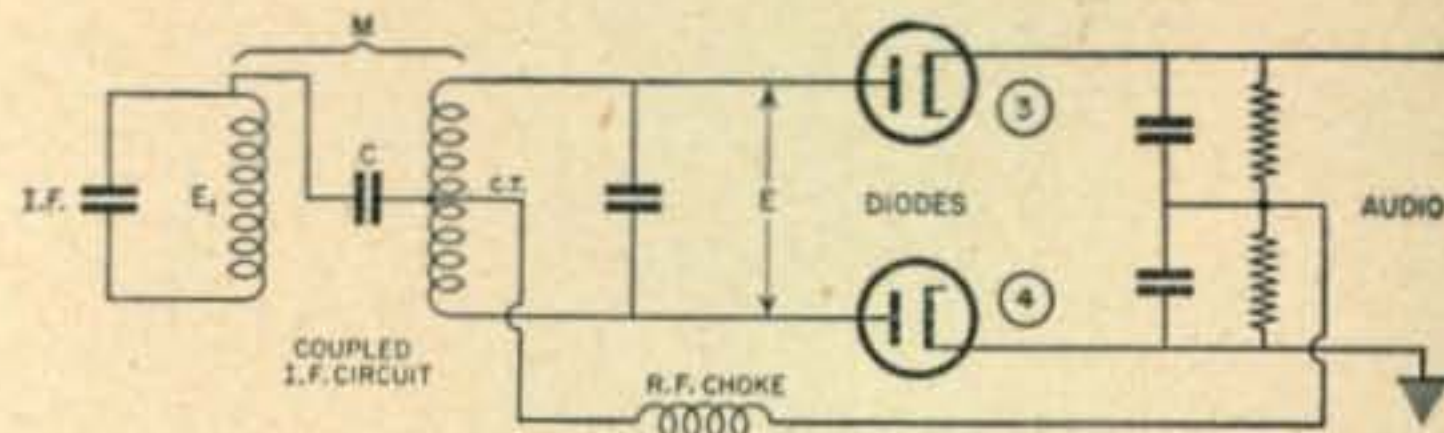 M
I.F.
E1
C
C.T.
E
DIODES
3
4
AUDIO
COUPLED
I.F. CIRCUIT
R.F. CHOKE